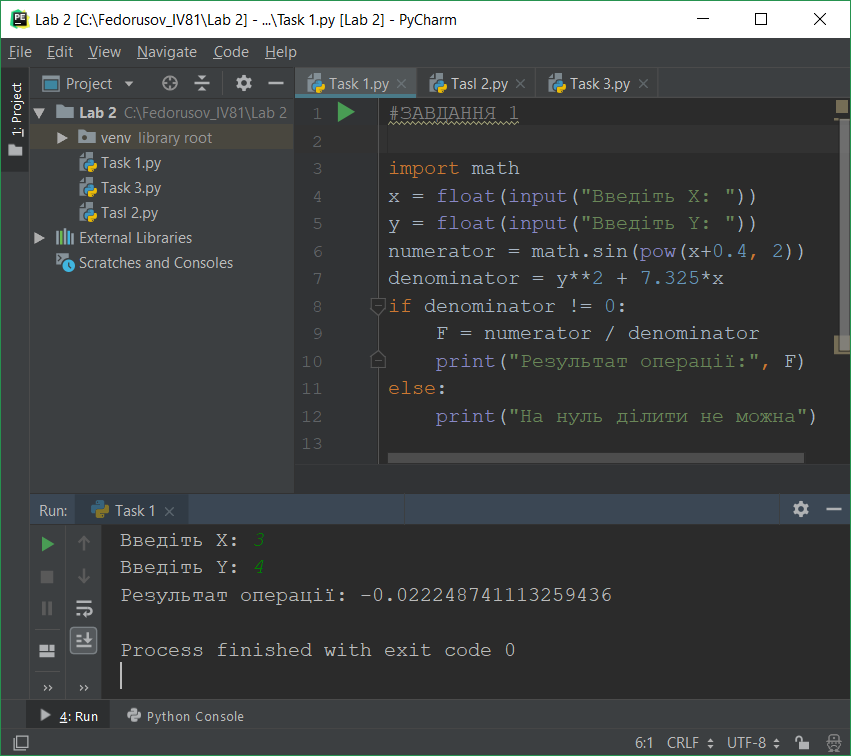 Lab 2 [C:\Fedorusov_IV81\Lab 2] - ...\Task 1.py [Lab 2] - PyCharm
File Edit View Navigate Code Help
Project
Task 1.py Tasl 2.py Task 3.py
1: Project
Lab 2 C:\Fedorusov_IV81\Lab 2
venv library root
Task 1.py
Task 3.py
Tasl 2.py
External Libraries
Scratches and Consoles
1 #ЗАВДАННЯ 1
2
3 import math
4 x = float(input("Введіть X: "))
5 y = float(input("Введіть Y: "))
6 numerator = math.sin(pow(x+0.4, 2))
7 denominator = y**2 + 7.325*x
8 if denominator != 0:
9 F = numerator / denominator
10 print("Результат операції:", F)
11 else:
12 print("На нуль ділити не можна")
13
Run: Task 1
Введіть X: 3
Введіть Y: 4
Результат операції: -0.022248741113259436
Process finished with exit code 0
4: Run Python Console
6:1 CRLF UTF-8